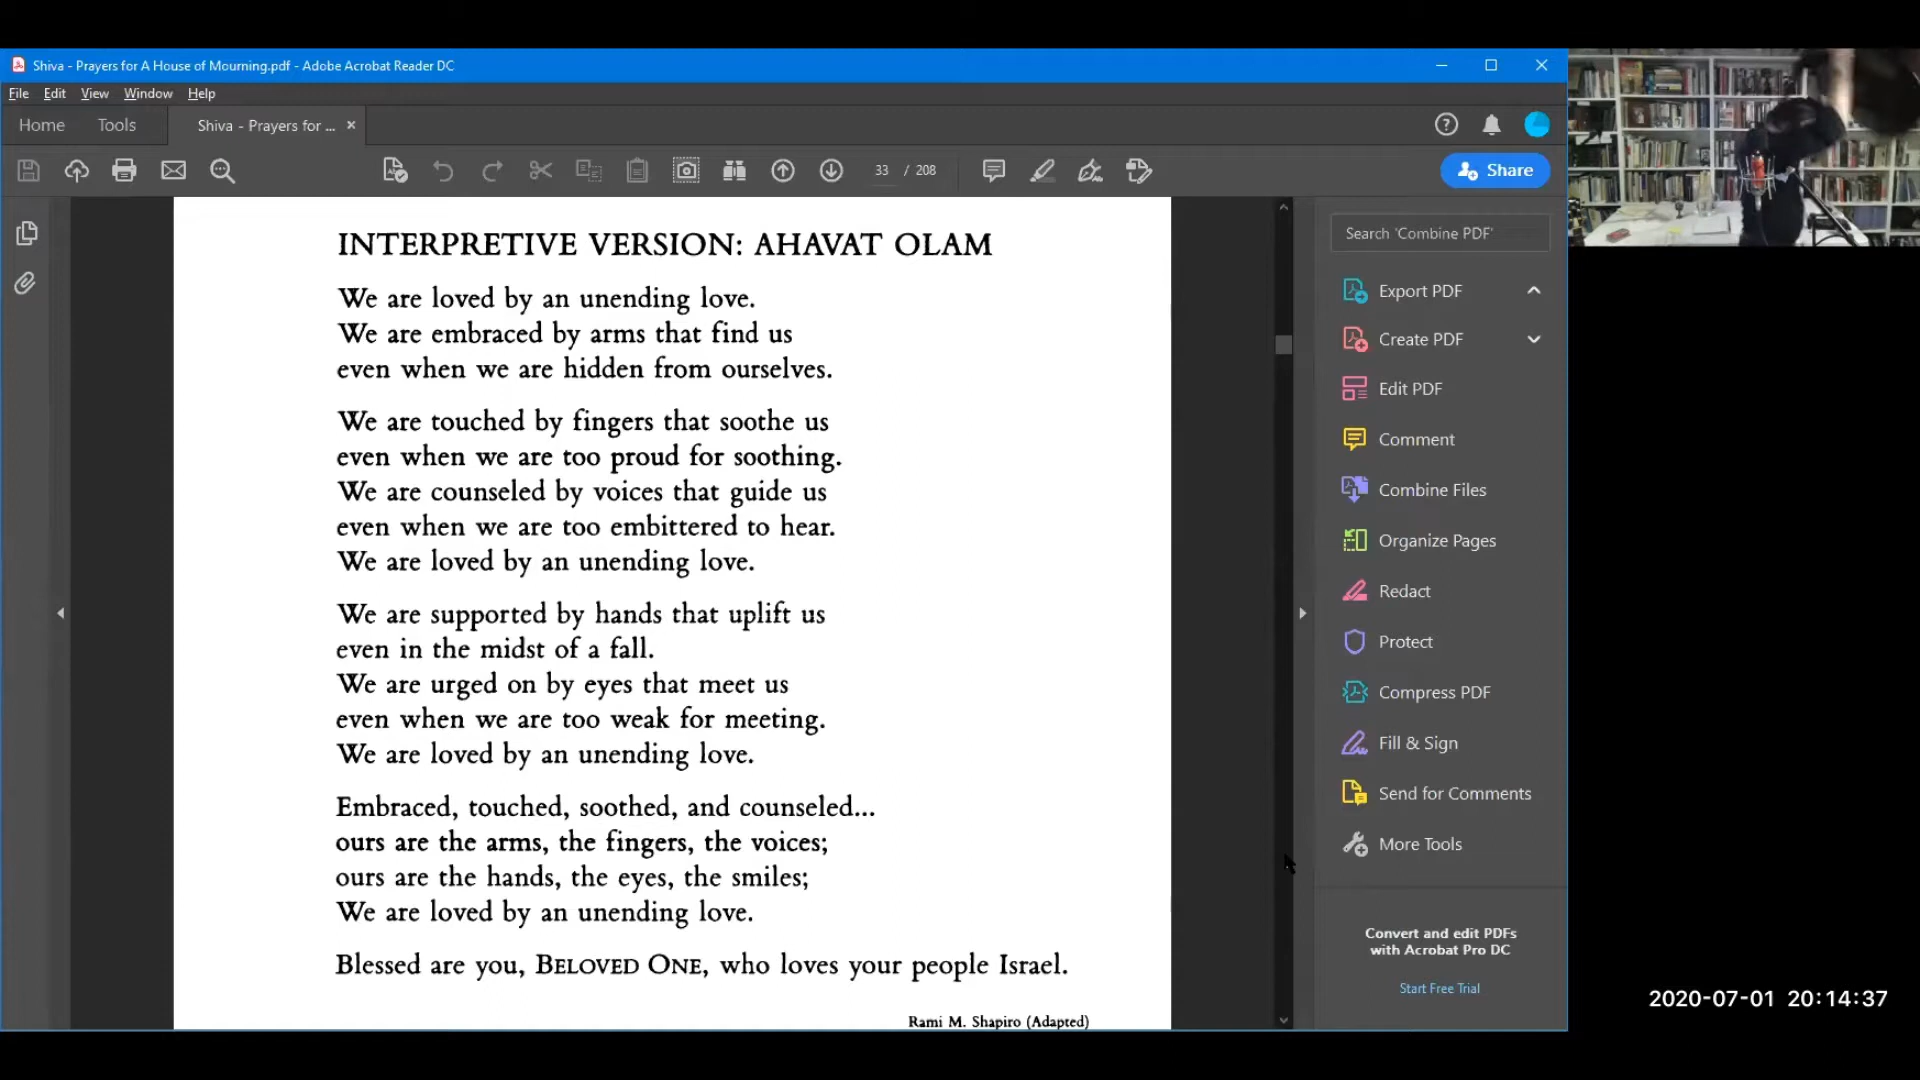 Shiva - Prayers for A House of Mourning.pdf - Adobe Acrobat Reader DC
File Edit View Window Help
Home Tools Shiva - Prayers for ... ×
33 / 208
Share
INTERPRETIVE VERSION: AHAVAT OLAM
We are loved by an unending love.
We are embraced by arms that find us
even when we are hidden from ourselves.
We are touched by fingers that soothe us
even when we are too proud for soothing.
We are counseled by voices that guide us
even when we are too embittered to hear.
We are loved by an unending love.
We are supported by hands that uplift us
even in the midst of a fall.
We are urged on by eyes that meet us
even when we are too weak for meeting.
We are loved by an unending love.
Embraced, touched, soothed, and counseled...
ours are the arms, the fingers, the voices;
ours are the hands, the eyes, the smiles;
We are loved by an unending love.
Blessed are you, BELOVED ONE, who loves your people Israel.
Rami M. Shapiro (Adapted)
Search 'Combine PDF'
Export PDF
Create PDF
Edit PDF
Comment
Combine Files
Organize Pages
Redact
Protect
Compress PDF
Fill & Sign
Send for Comments
More Tools
Convert and edit PDFs
with Acrobat Pro DC
Start Free Trial
2020-07-01 20:14:37